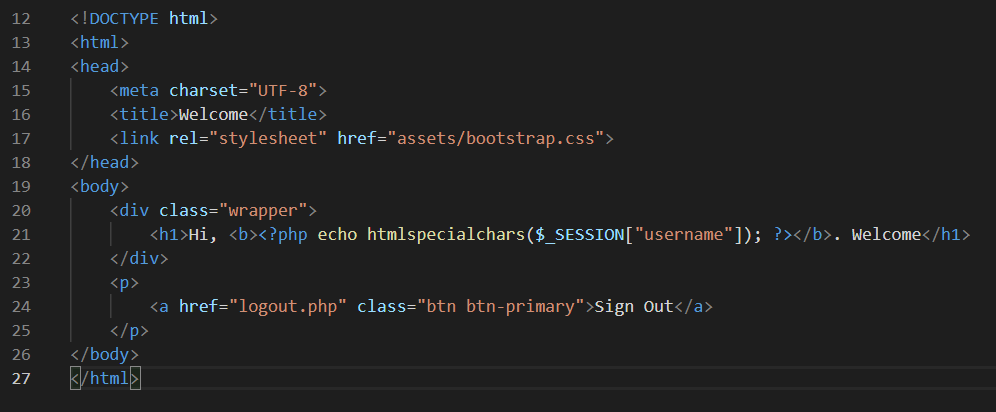 12 <!DOCTYPE html>
13 <html>
14 <head>
15     <meta charset="UTF-8">
16     <title>Welcome</title>
17     <link rel="stylesheet" href="assets/bootstrap.css">
18 </head>
19 <body>
20     <div class="wrapper">
21         <h1>Hi, <b><?php echo htmlspecialchars($_SESSION["username"]); ?></b>. Welcome</h1>
22     </div>
23     <p>
24         <a href="logout.php" class="btn btn-primary">Sign Out</a>
25     </p>
26 </body>
27 </html>